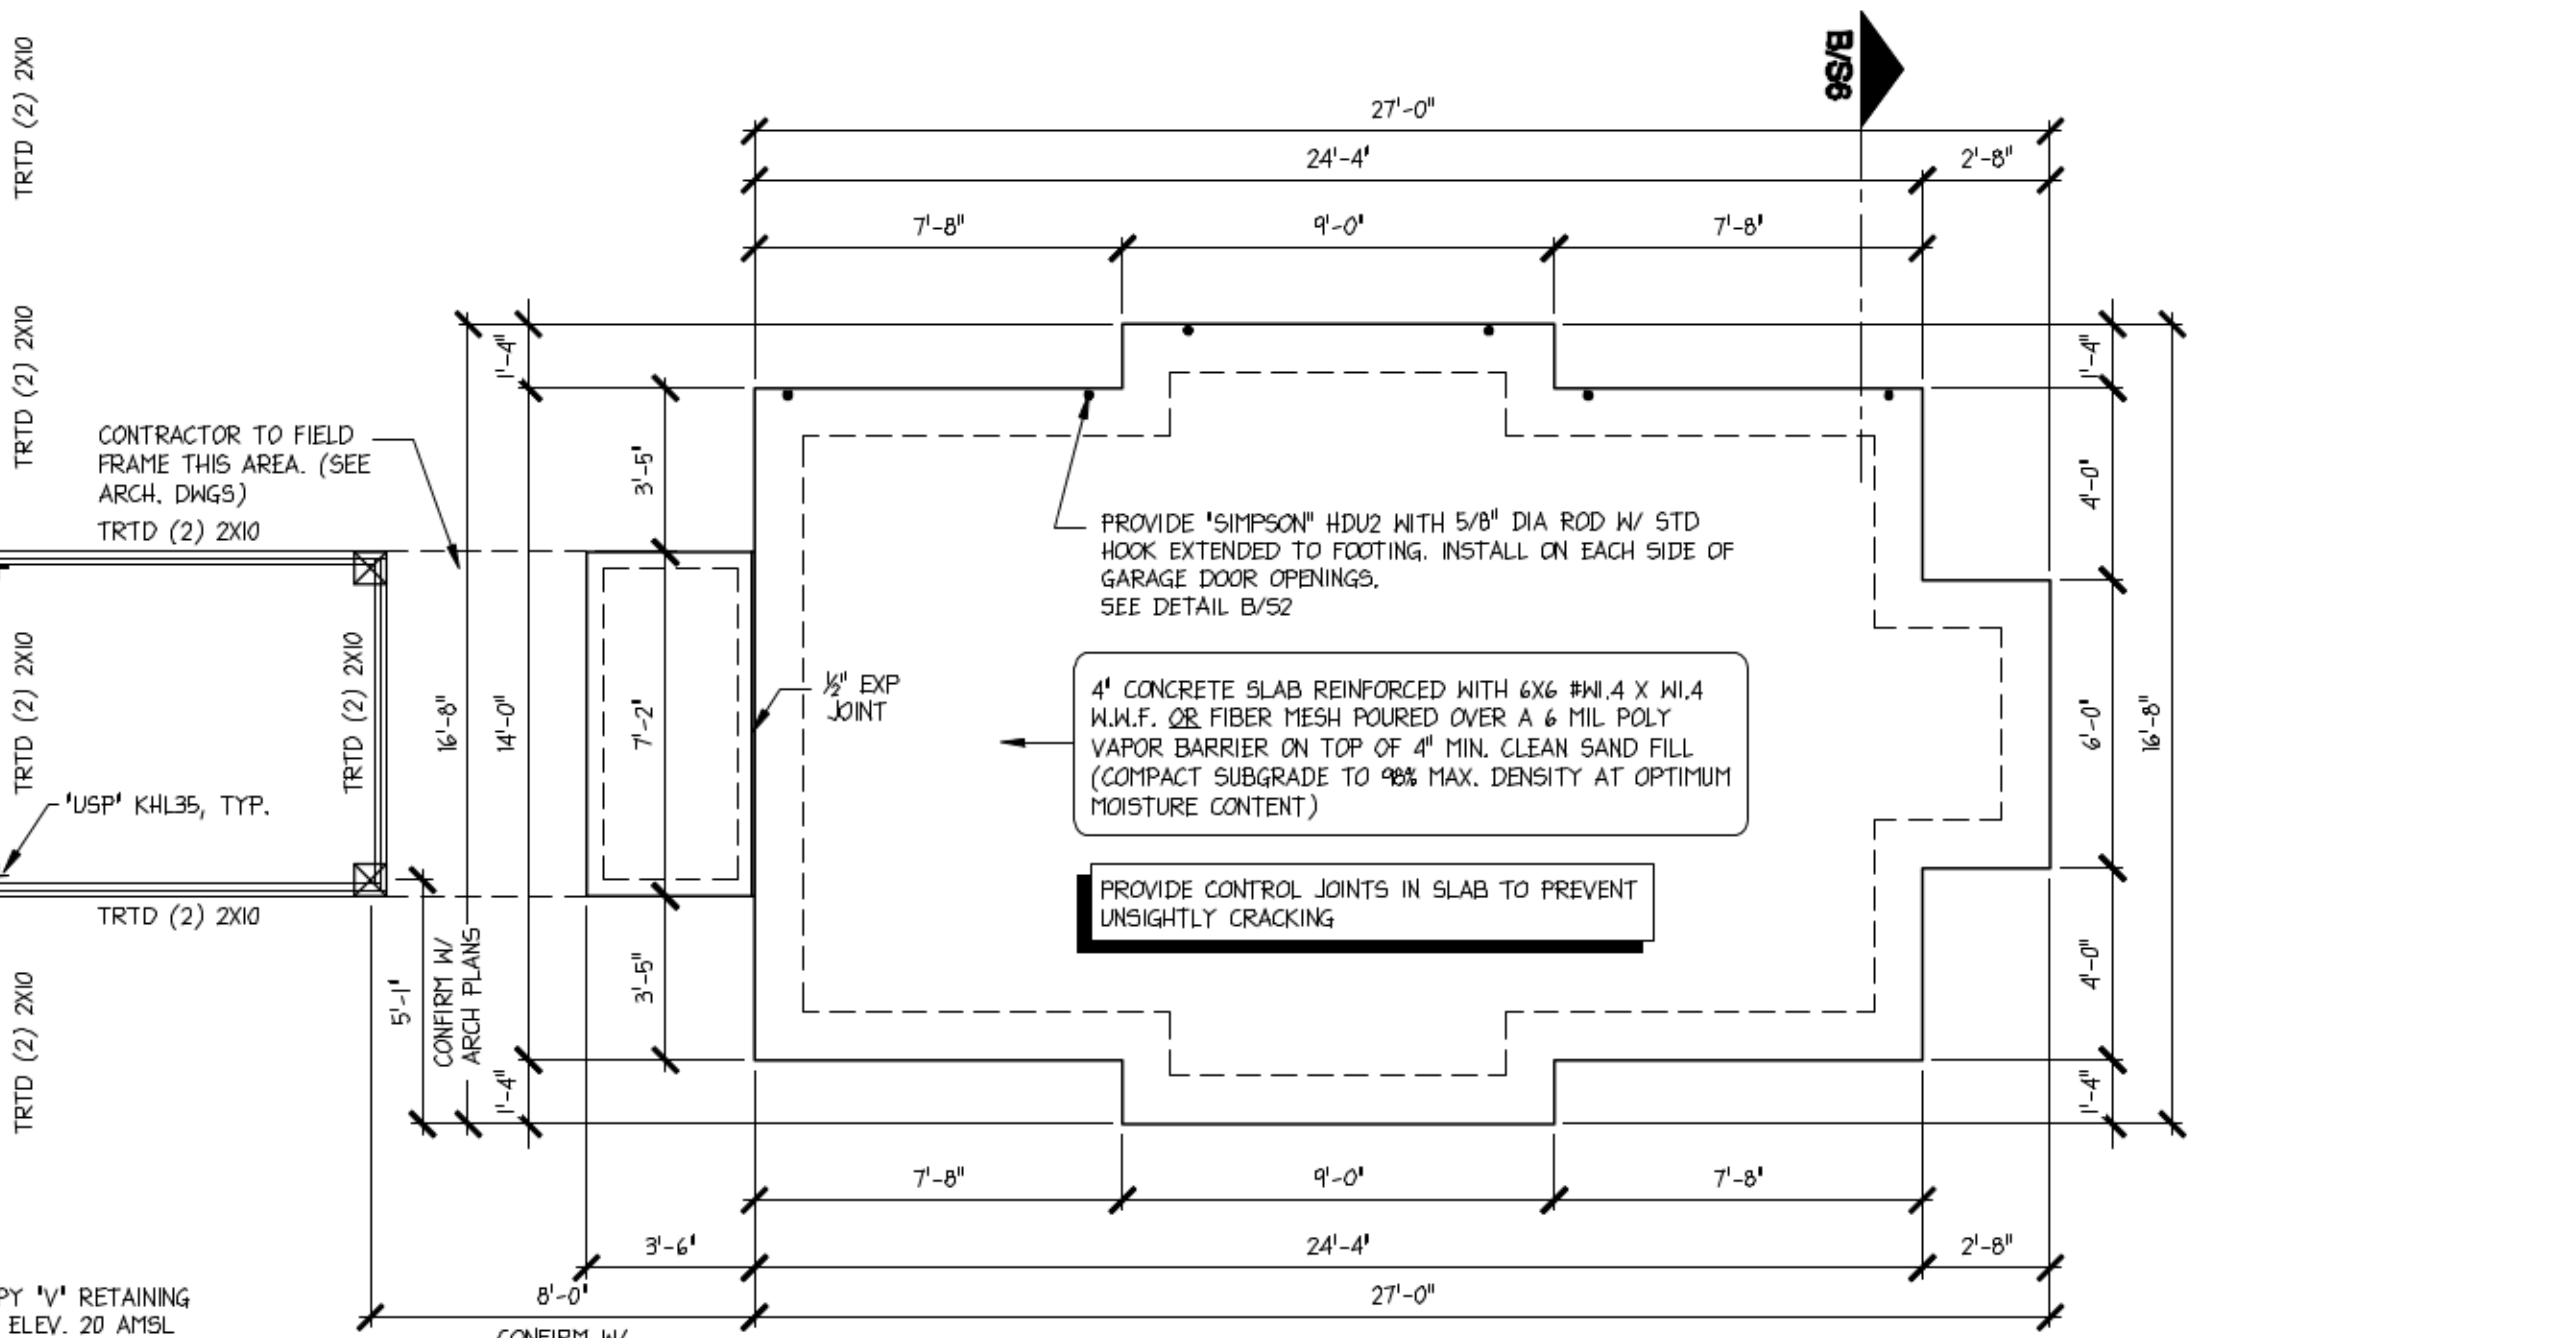 B/S6
27'-0"
24'-4"
2'-8"
7'-8"
9'-0"
7'-8"
TRTD (2) 2X10
TRTD (2) 2X10
1'-4"
1'-4"
CONTRACTOR TO FIELD
FRAME THIS AREA. (SEE
ARCH. DWGS)
TRTD (2) 2X10
3'-5"
4'-0"
PROVIDE "SIMPSON" HDU2 WITH 5/8" DIA ROD W/ STD
HOOK EXTENDED TO FOOTING. INSTALL ON EACH SIDE OF
GARAGE DOOR OPENINGS.
SEE DETAIL B/S2
TRTD (2) 2X10
TRTD (2) 2X10
16'-8"
14'-0"
7'-2"
½" EXP
JOINT
4" CONCRETE SLAB REINFORCED WITH 6X6 #W1.4 X W1.4
W.W.F. OR FIBER MESH POURED OVER A 6 MIL POLY
VAPOR BARRIER ON TOP OF 4" MIN. CLEAN SAND FILL
(COMPACT SUBGRADE TO 98% MAX. DENSITY AT OPTIMUM
MOISTURE CONTENT)
6'-0"
16'-8"
"USP" KHL35, TYP.
PROVIDE CONTROL JOINTS IN SLAB TO PREVENT
UNSIGHTLY CRACKING
TRTD (2) 2X10
TRTD (2) 2X10
5'-1"
CONFIRM W/
ARCH PLANS
3'-5"
4'-0"
1'-4"
1'-4"
7'-8"
9'-0"
7'-8"
3'-6"
24'-4"
2'-8"
8'-0"
27'-0"
PY "V" RETAINING
ELEV. 20 AMSL
CONFIRM W/